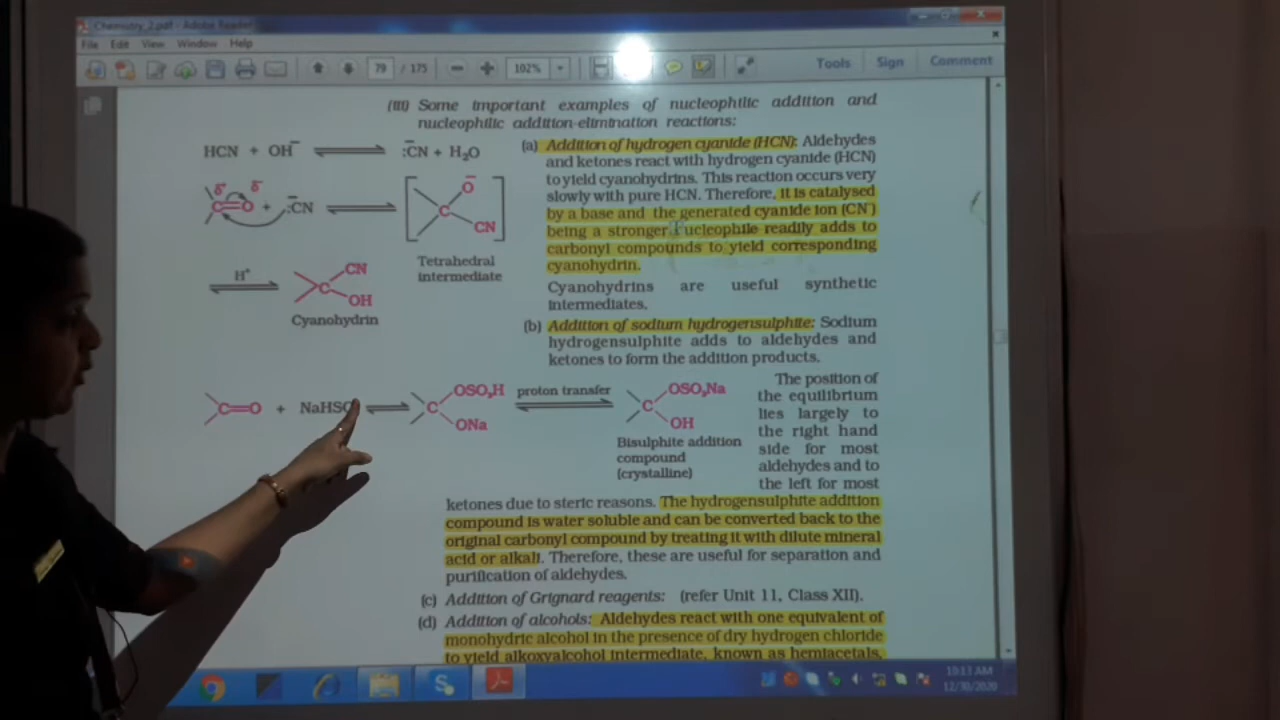 Chemistry_2.pdf - Adobe Reader
File Edit View Window Help
79 / 175 102% Tools Sign Comment
(iii) Some important examples of nucleophilic addition and
nucleophilic addition-elimination reactions:
HCN + OH⁻ ⇌ :C̄N + H₂O
C=O + :C̄N ⇌
δ⁺ δ⁻
C O⁻ CN
Tetrahedral
intermediate
H⁺ ⇌ C CN OH
Cyanohydrin
(a) Addition of hydrogen cyanide (HCN): Aldehydes
and ketones react with hydrogen cyanide (HCN)
to yield cyanohydrins. This reaction occurs very
slowly with pure HCN. Therefore, it is catalysed
by a base and the generated cyanide ion (CN⁻)
being a stronger nucleophile readily adds to
carbonyl compounds to yield corresponding
cyanohydrin.
Cyanohydrins are useful synthetic
intermediates.
(b) Addition of sodium hydrogensulphite: Sodium
hydrogensulphite adds to aldehydes and
ketones to form the addition products.
C=O + NaHSO ⇌ C OSO₂H ONa proton transfer ⇌ C OSO₂Na OH
Bisulphite addition
compound
(crystalline)
The position of
the equilibrium
lies largely to
the right hand
side for most
aldehydes and to
the left for most
ketones due to steric reasons. The hydrogensulphite addition
compound is water soluble and can be converted back to the
original carbonyl compound by treating it with dilute mineral
acid or alkali. Therefore, these are useful for separation and
purification of aldehydes.
(c) Addition of Grignard reagents: (refer Unit 11, Class XII).
(d) Addition of alcohols: Aldehydes react with one equivalent of
monohydric alcohol in the presence of dry hydrogen chloride
to yield alkoxyalcohol intermediate, known as hemiacetals,
10:13 AM
12/10/2020